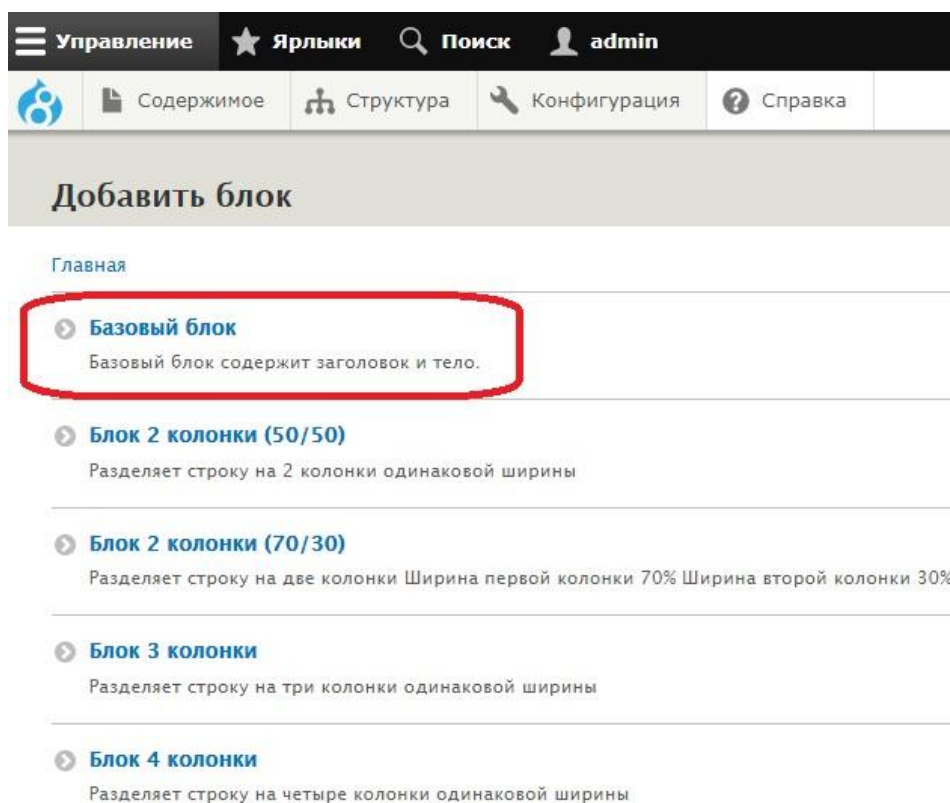 Управление Ярлыки Поиск admin
Содержимое Структура Конфигурация Справка
Добавить блок
Главная
Базовый блок
Базовый блок содержит заголовок и тело.
Блок 2 колонки (50/50)
Разделяет строку на 2 колонки одинаковой ширины
Блок 2 колонки (70/30)
Разделяет строку на две колонки Ширина первой колонки 70% Ширина второй колонки 30%
Блок 3 колонки
Разделяет строку на три колонки одинаковой ширины
Блок 4 колонки
Разделяет строку на четыре колонки одинаковой ширины